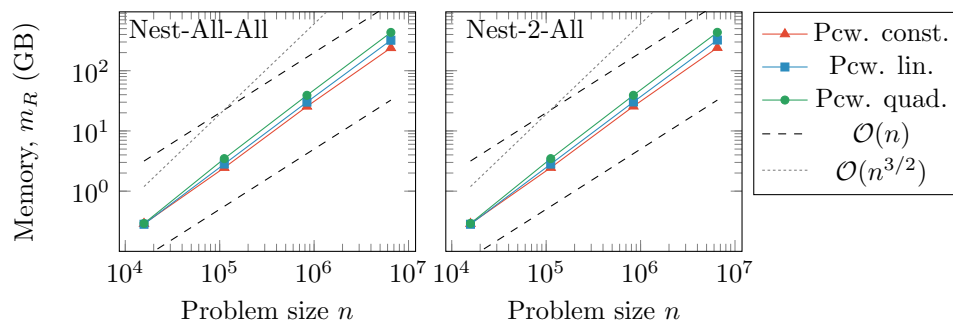 Nest-All-All
Nest-2-All
Memory, m_R (GB)
10^2
10^1
10^0
10^4
10^5
10^6
10^7
10^4
10^5
10^6
10^7
Problem size n
Problem size n
Pcw. const.
Pcw. lin.
Pcw. quad.
𝒪(n)
𝒪(n^{3/2})